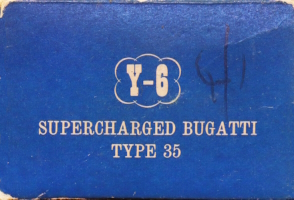 Y-6
SUPERCHARGED BUGATTI
TYPE 35